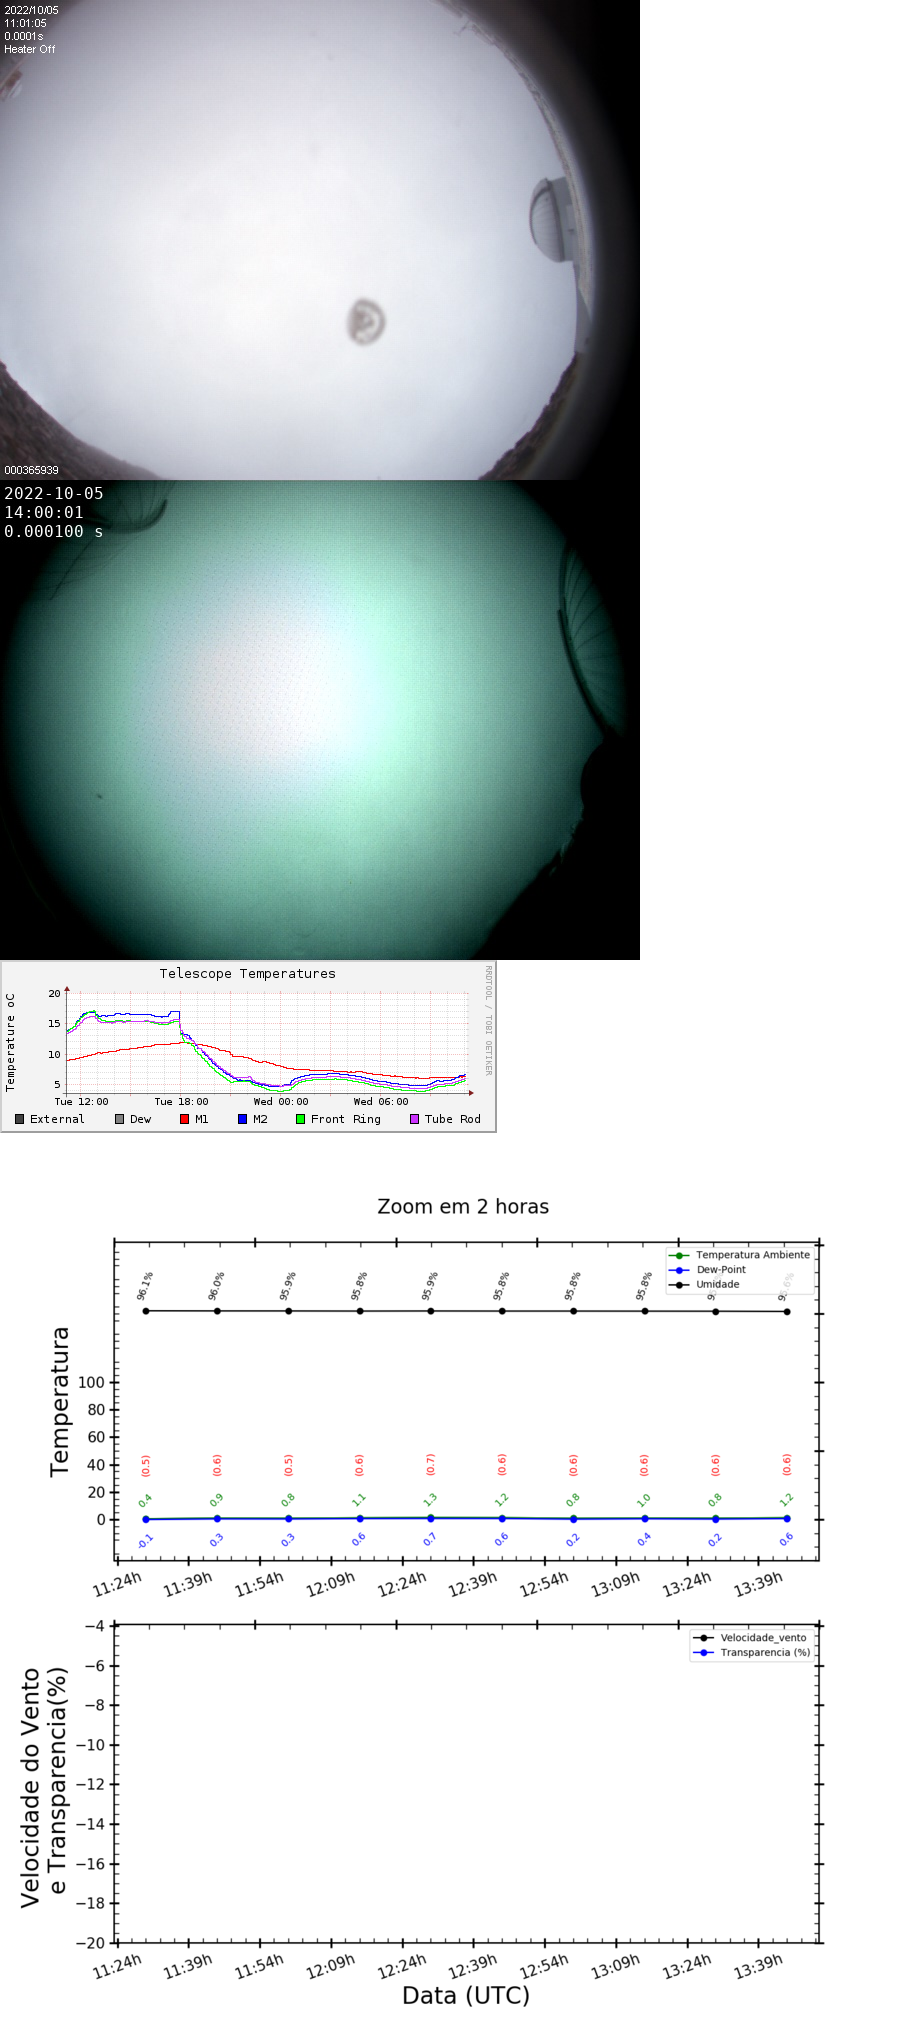 2022/10/05
11:01:05
0.0001s
Heater Off
000365939
2022-10-05
14:00:01
0.000100 s
Telescope Temperatures
RRDTOOL / TOBI OETIKER
Temperature oC
20
15
10
5
Tue 12:00 Tue 18:00 Wed 00:00 Wed 06:00
External Dew M1 M2 Front Ring Tube Rod
Zoom em 2 horas
Temperatura Ambiente
Dew-Point
Umidade
96.1% 96.0% 95.9% 95.8% 95.9% 95.8% 95.8% 95.8%
Temperatura
100
80
60
40
20
0
(0.5) (0.6) (0.5) (0.6) (0.7) (0.6) (0.6) (0.6) (0.6) (0.6)
0.4 0.9 0.8 1.1 1.3 1.2 0.8 1.0 0.8 1.2
-0.1 0.3 0.3 0.6 0.7 0.6 0.2 0.4 0.2 0.6
11:24h 11:39h 11:54h 12:09h 12:24h 12:39h 12:54h 13:09h 13:24h 13:39h
Velocidade_vento
Transparencia (%)
Velocidade do Vento
e Transparencia(%)
−4
−6
−8
−10
−12
−14
−16
−18
−20
11:24h 11:39h 11:54h 12:09h 12:24h 12:39h 12:54h 13:09h 13:24h 13:39h
Data (UTC)